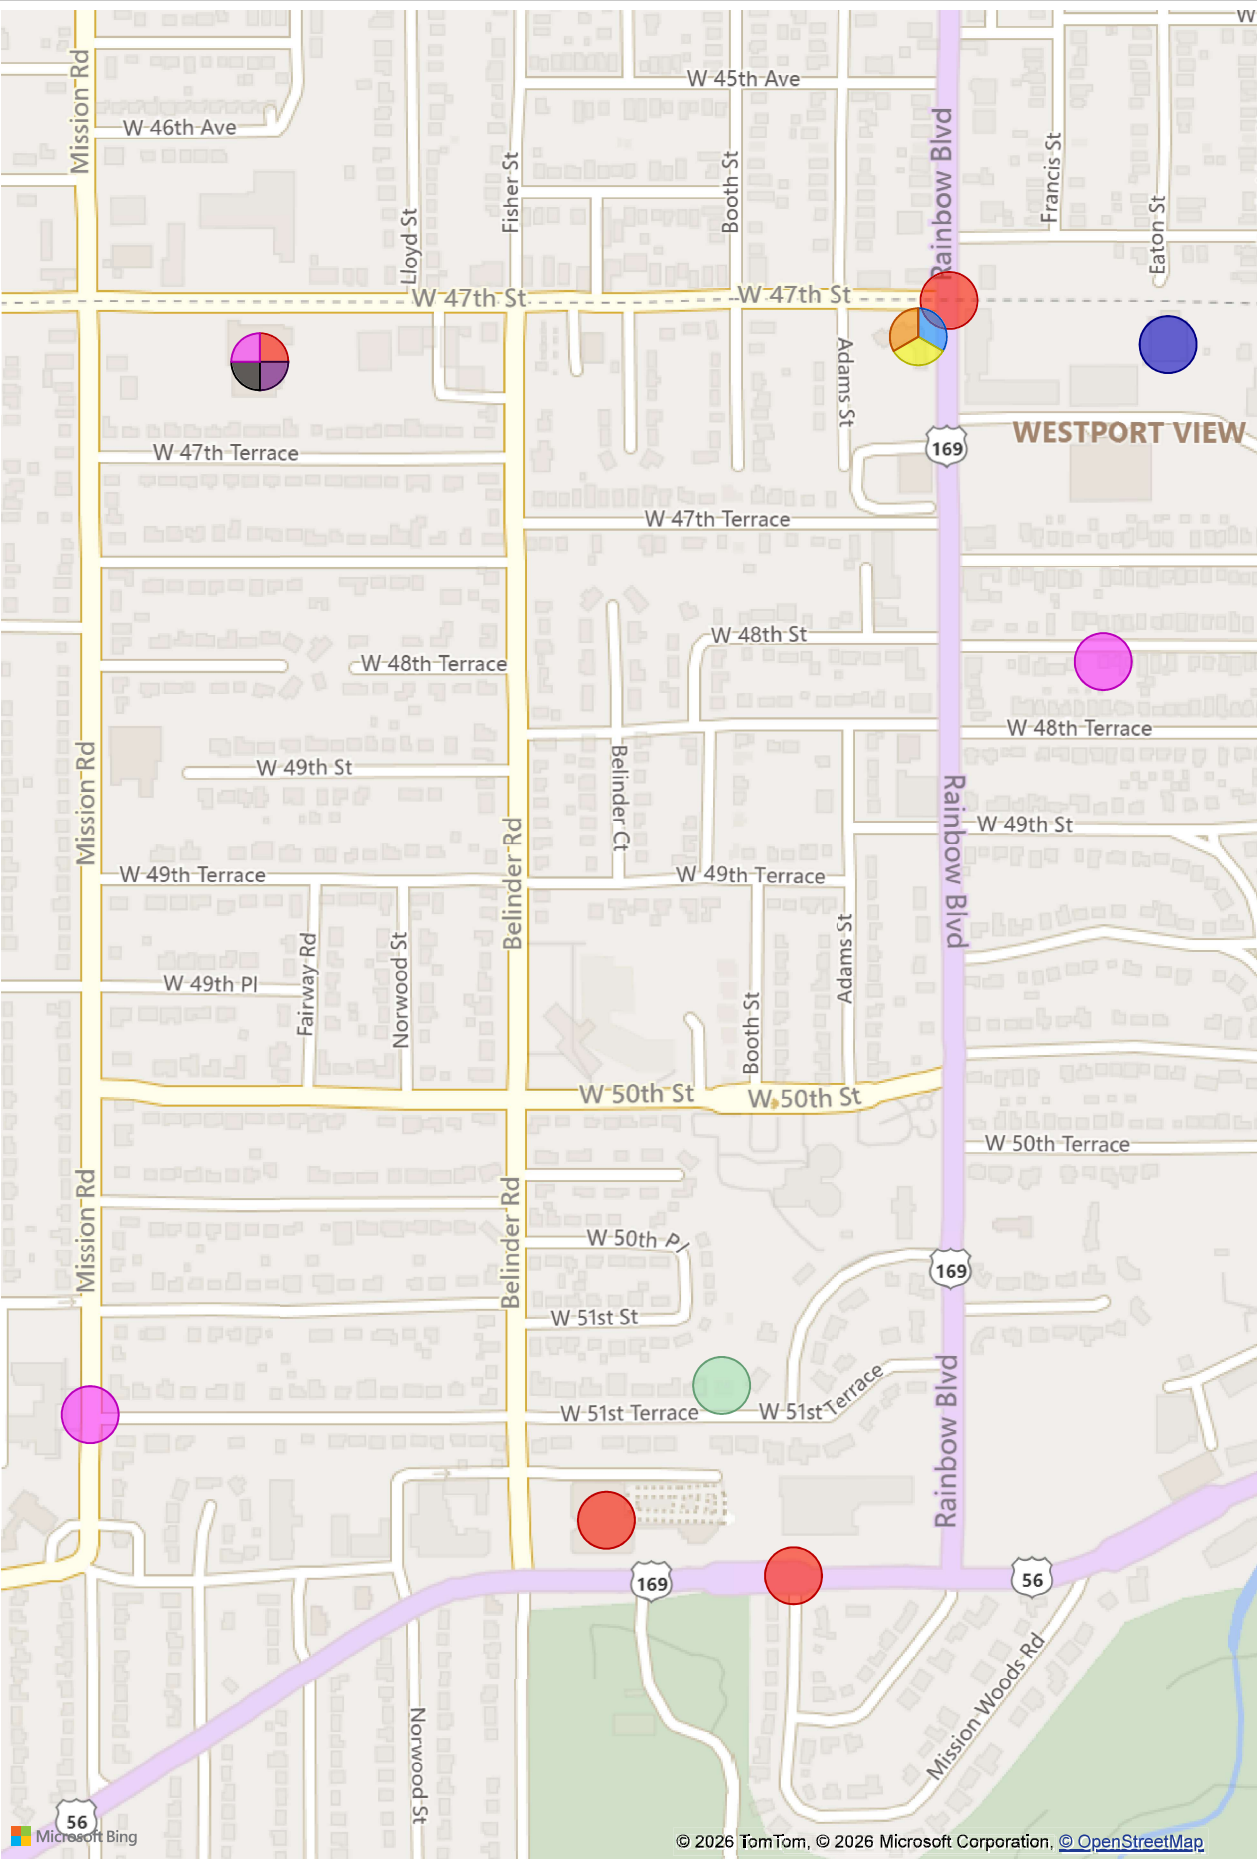 W
Mission Rd
W 45th Ave
W 46th Ave
Rainbow Blvd
Francis St
Fisher St
Booth St
Lloyd St
Eaton St
W 47th St
W 47th St
Adams St
169
WESTPORT VIEW
W 47th Terrace
W 47th Terrace
W 48th St
W 48th Terrace
W 48th Terrace
Mission Rd
Belinder Ct
W 49th St
Rainbow Blvd
W 49th St
Belinder Rd
W 49th Terrace
W 49th Terrace
Fairway Rd
Norwood St
Adams St
W 49th Pl
Booth St
W 50th St
W 50th St
W 50th Terrace
Mission Rd
Belinder Rd
W 50th Pl
169
W 51st St
Rainbow Blvd
W 51st Terrace
W 51st Terrace
169
56
Mission Woods Rd
Norwood St
56
Microsoft Bing
© 2026 TomTom, © 2026 Microsoft Corporation, © OpenStreetMap